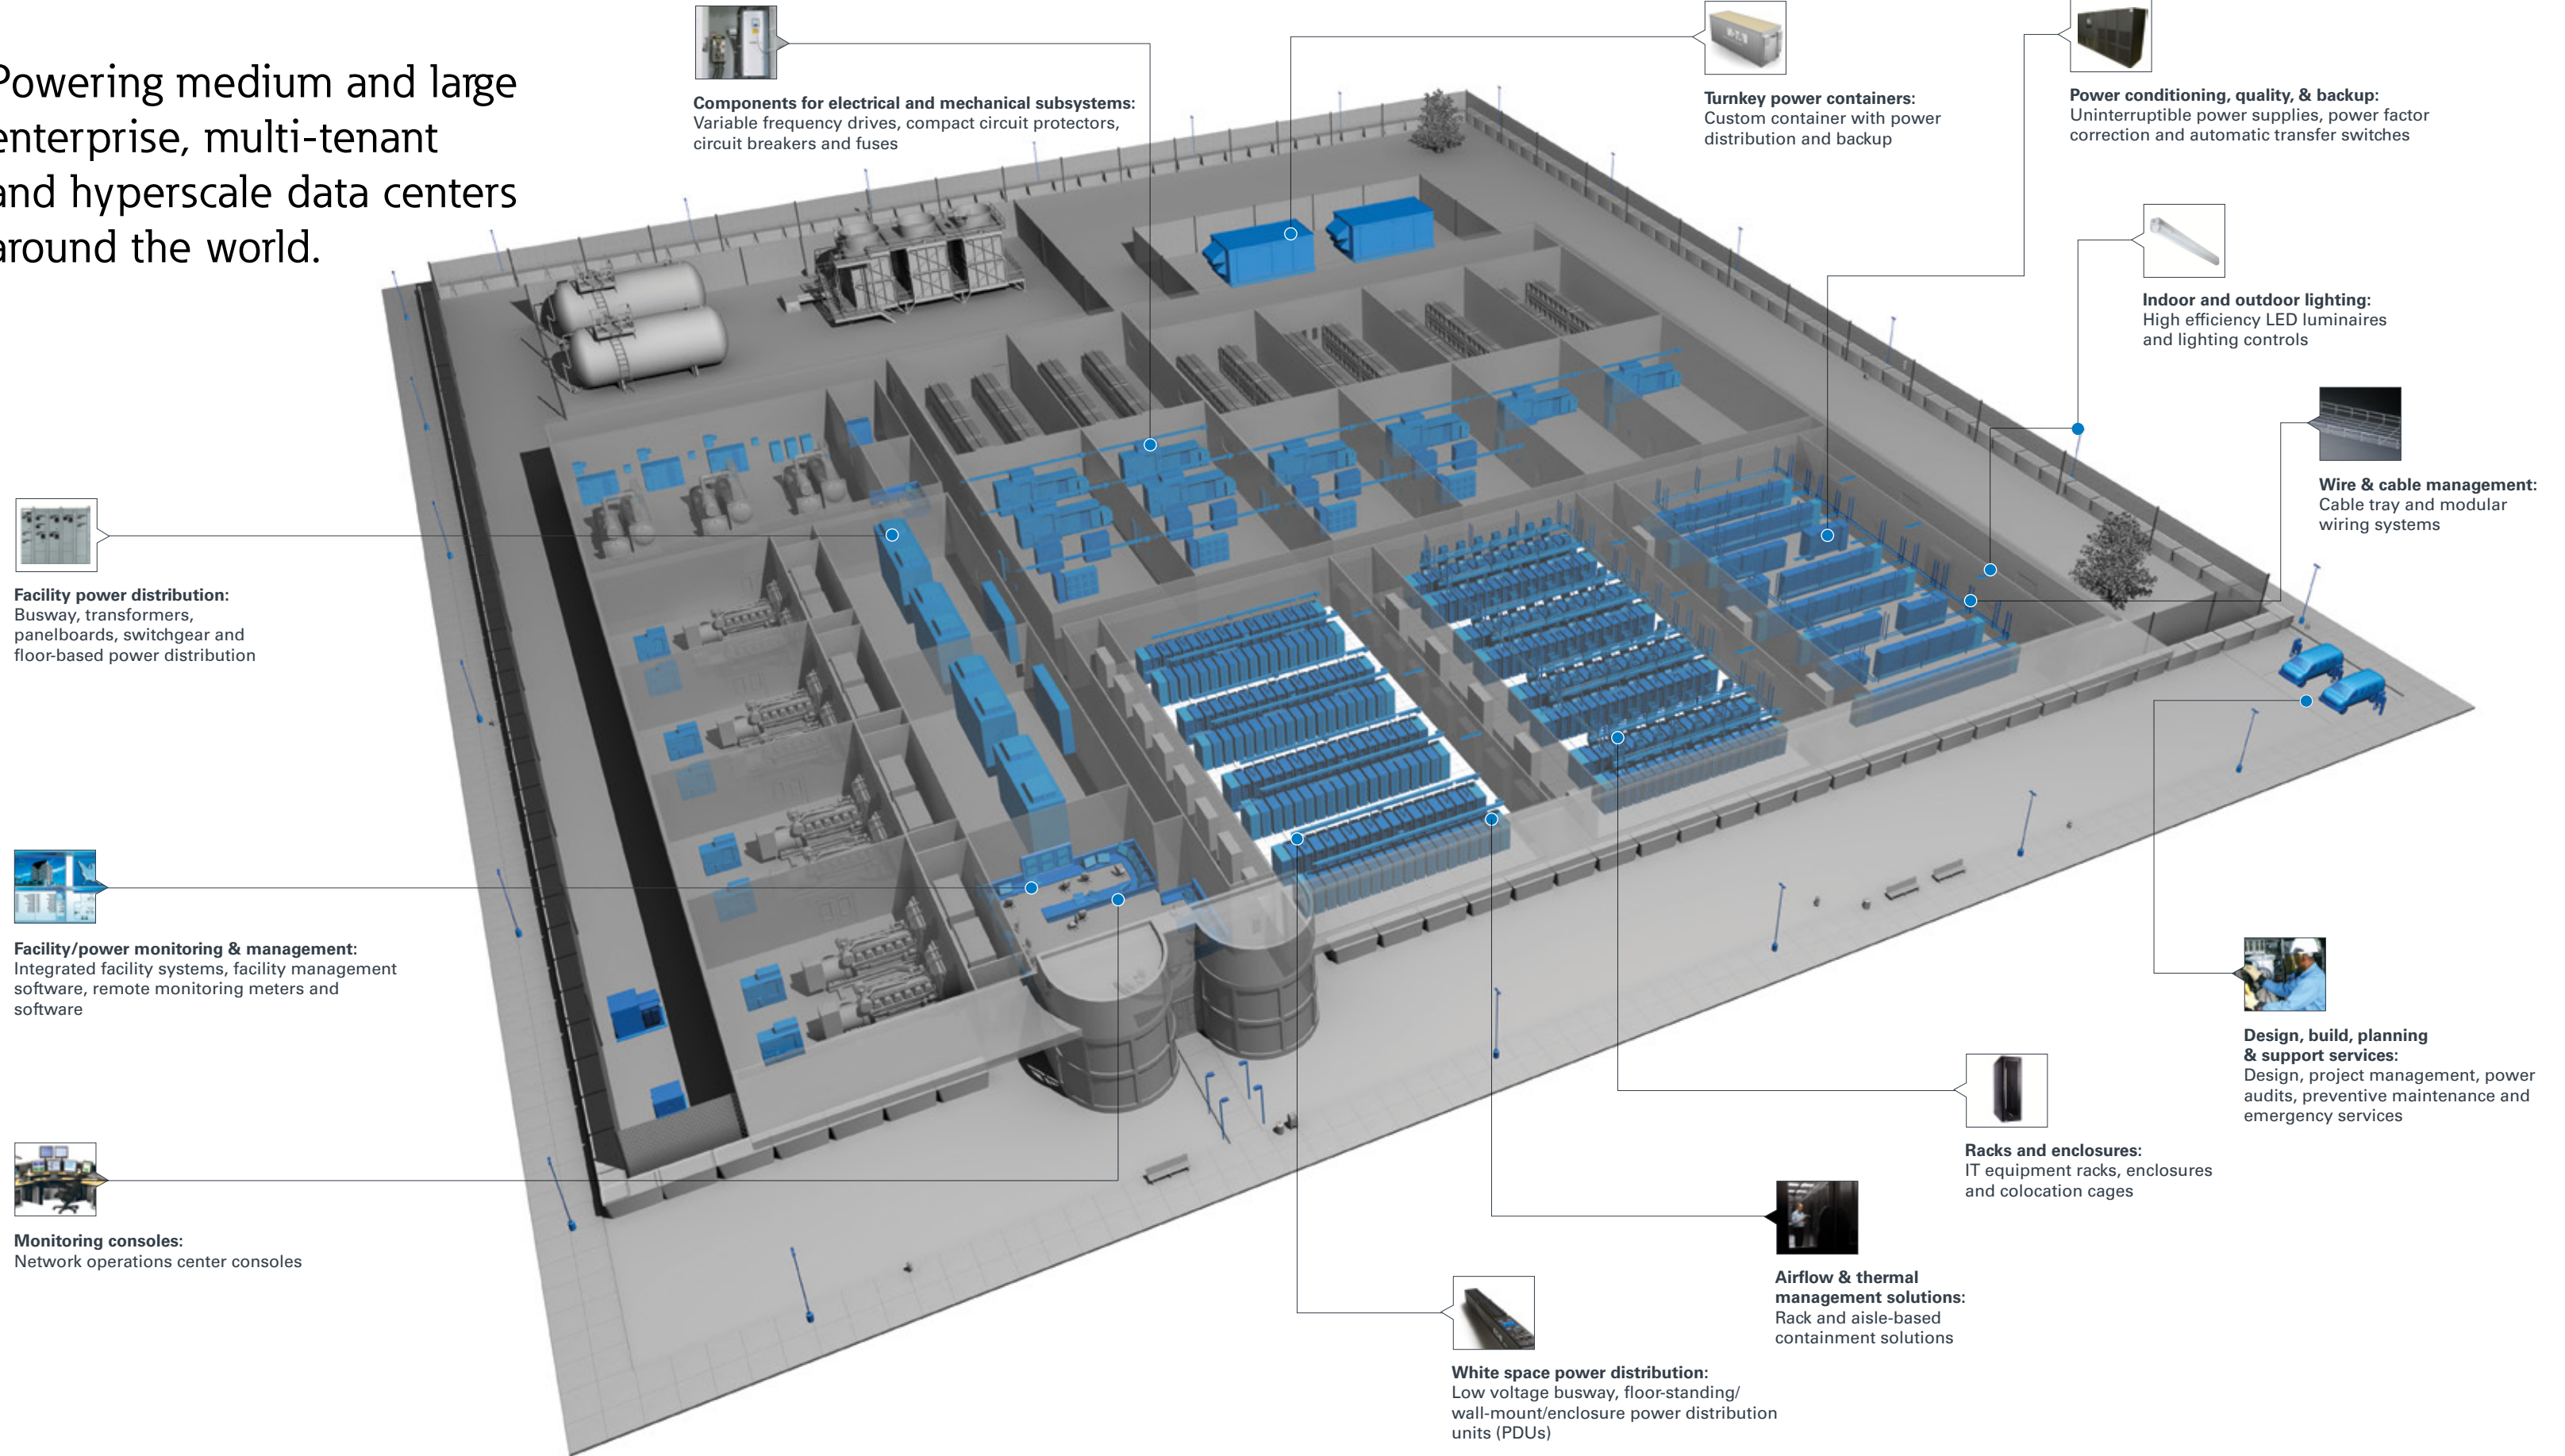 Powering medium and large
enterprise, multi-tenant
and hyperscale data centers
around the world.
Components for electrical and mechanical subsystems:
Variable frequency drives, compact circuit protectors,
circuit breakers and fuses
Turnkey power containers:
Custom container with power
distribution and backup
Power conditioning, quality, & backup:
Uninterruptible power supplies, power factor
correction and automatic transfer switches
Indoor and outdoor lighting:
High efficiency LED luminaires
and lighting controls
Wire & cable management:
Cable tray and modular
wiring systems
Facility power distribution:
Busway, transformers,
panelboards, switchgear and
floor-based power distribution
Facility/power monitoring & management:
Integrated facility systems, facility management
software, remote monitoring meters and
software
Monitoring consoles:
Network operations center consoles
Design, build, planning
& support services:
Design, project management, power
audits, preventive maintenance and
emergency services
Racks and enclosures:
IT equipment racks, enclosures
and colocation cages
Airflow & thermal
management solutions:
Rack and aisle-based
containment solutions
White space power distribution:
Low voltage busway, floor-standing/
wall-mount/enclosure power distribution
units (PDUs)